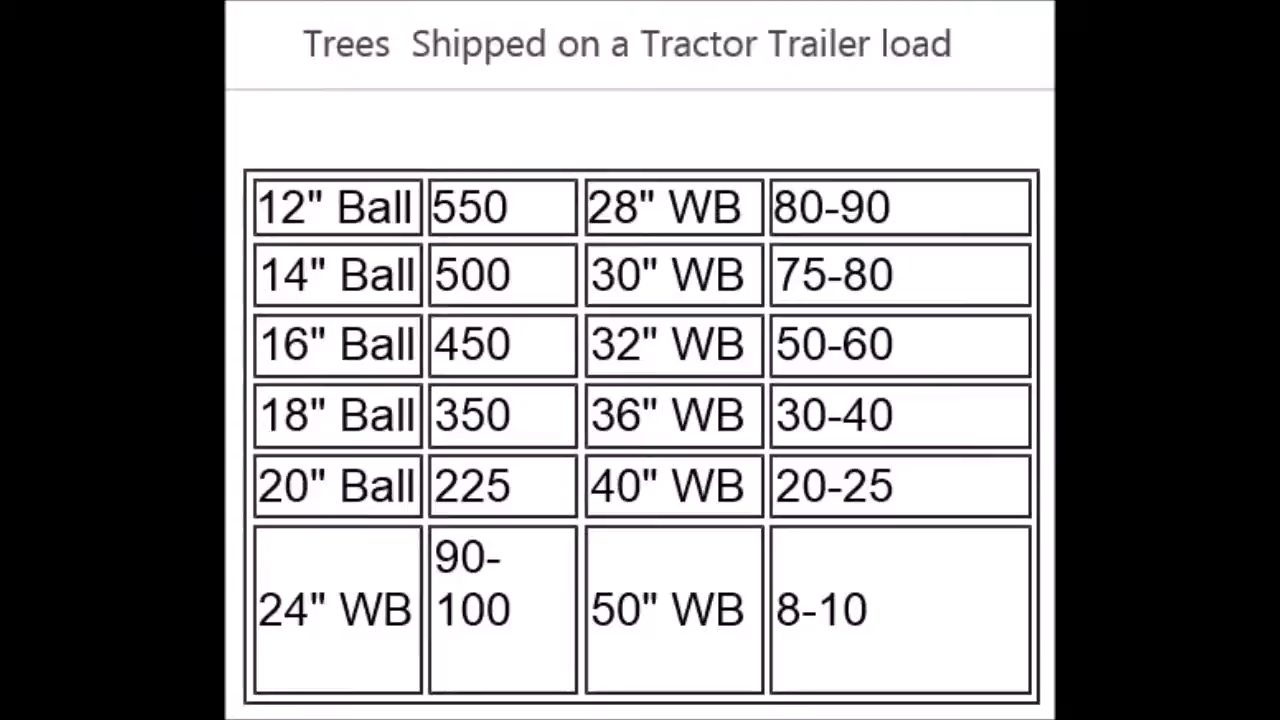 Trees  Shipped on a Tractor Trailer load
12" Ball 550 28" WB 80-90
14" Ball 500 30" WB 75-80
16" Ball 450 32" WB 50-60
18" Ball 350 36" WB 30-40
20" Ball 225 40" WB 20-25
24" WB 90-
100 50" WB 8-10